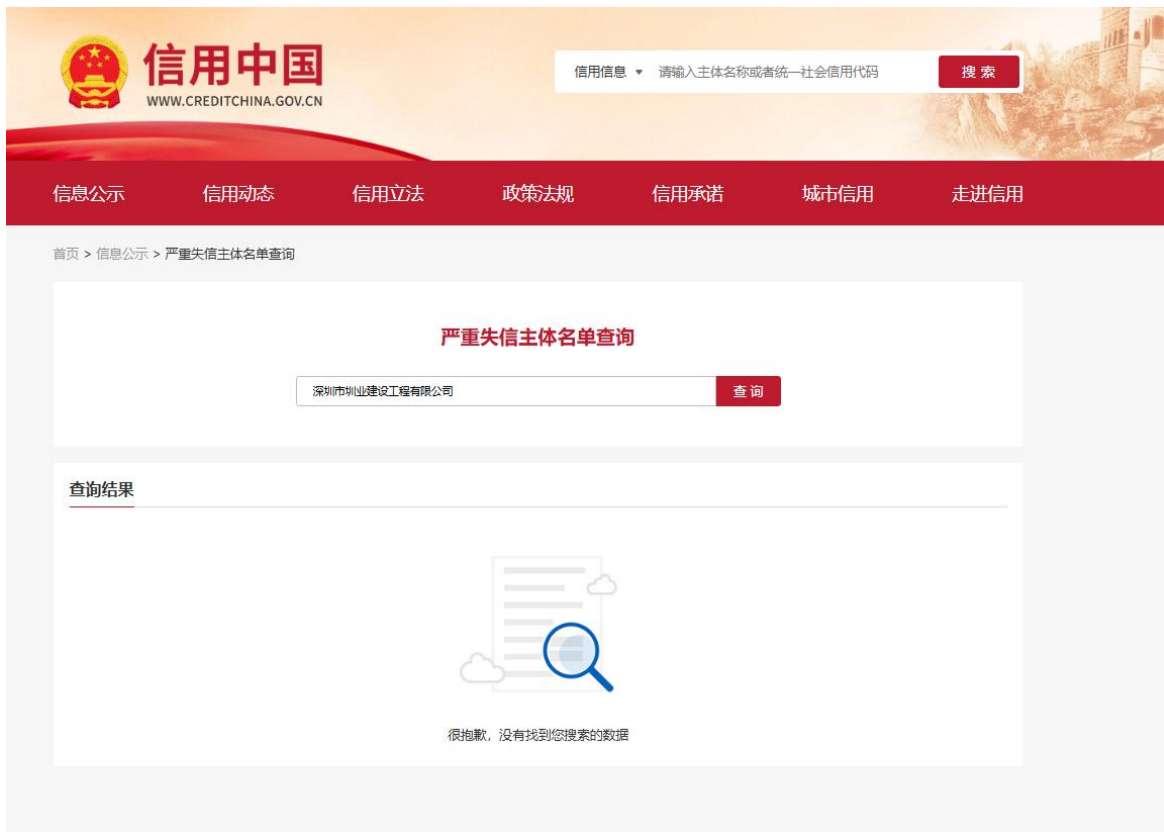 信用中国
WWW.CREDITCHINA.GOV.CN
信用信息 请输入主体名称或者统一社会信用代码 搜索
信息公示 信用动态 信用立法 政策法规 信用承诺 城市信用 走进信用
首页 > 信息公示 > 严重失信主体名单查询
严重失信主体名单查询
深圳市圳业建设工程有限公司 查询
查询结果
很抱歉，没有找到您搜索的数据